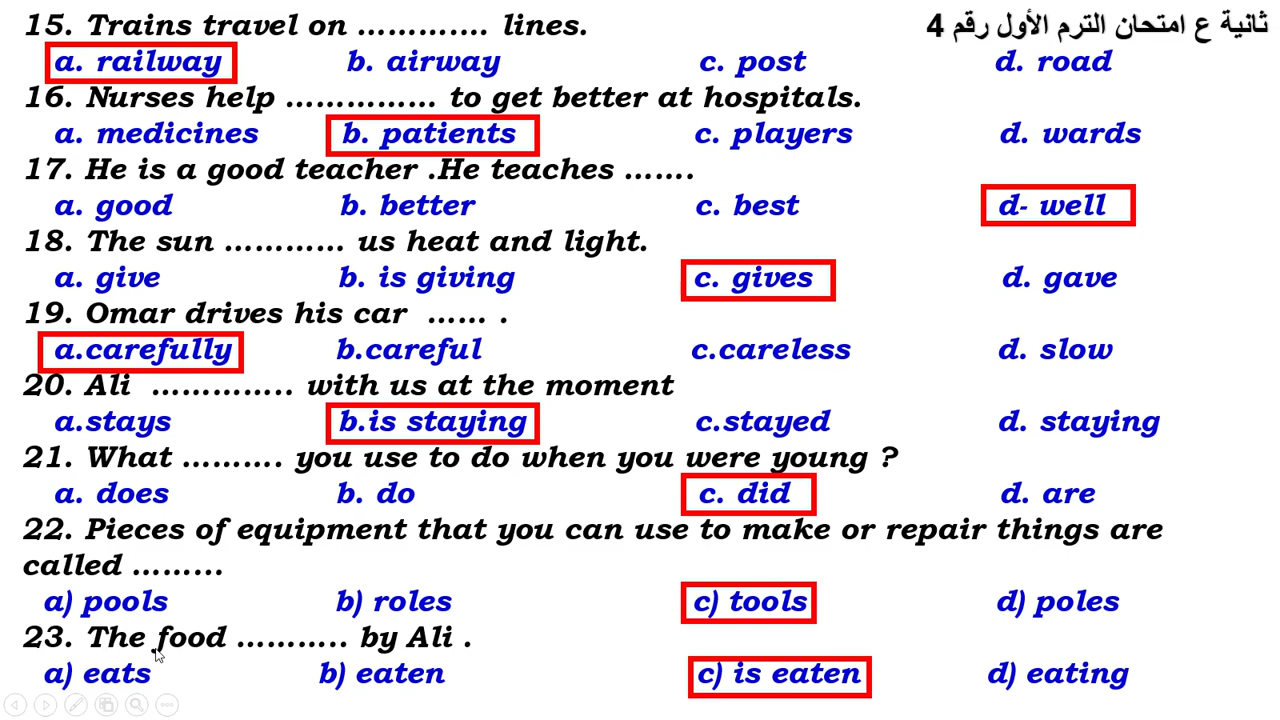 ثانية ع امتحان الترم الأول رقم 4
15. Trains travel on ............. lines.
a. railway b. airway c. post d. road
16. Nurses help ............... to get better at hospitals.
a. medicines b. patients c. players d. wards
17. He is a good teacher .He teaches .......
a. good b. better c. best d- well
18. The sun ............ us heat and light.
a. give b. is giving c. gives d. gave
19. Omar drives his car ...... .
a.carefully b.careful c.careless d. slow
20. Ali .............. with us at the moment
a.stays b.is staying c.stayed d. staying
21. What .......... you use to do when you were young ?
a. does b. do c. did d. are
22. Pieces of equipment that you can use to make or repair things are
called .........
a) pools b) roles c) tools d) poles
23. The food ........... by Ali .
a) eats b) eaten c) is eaten d) eating